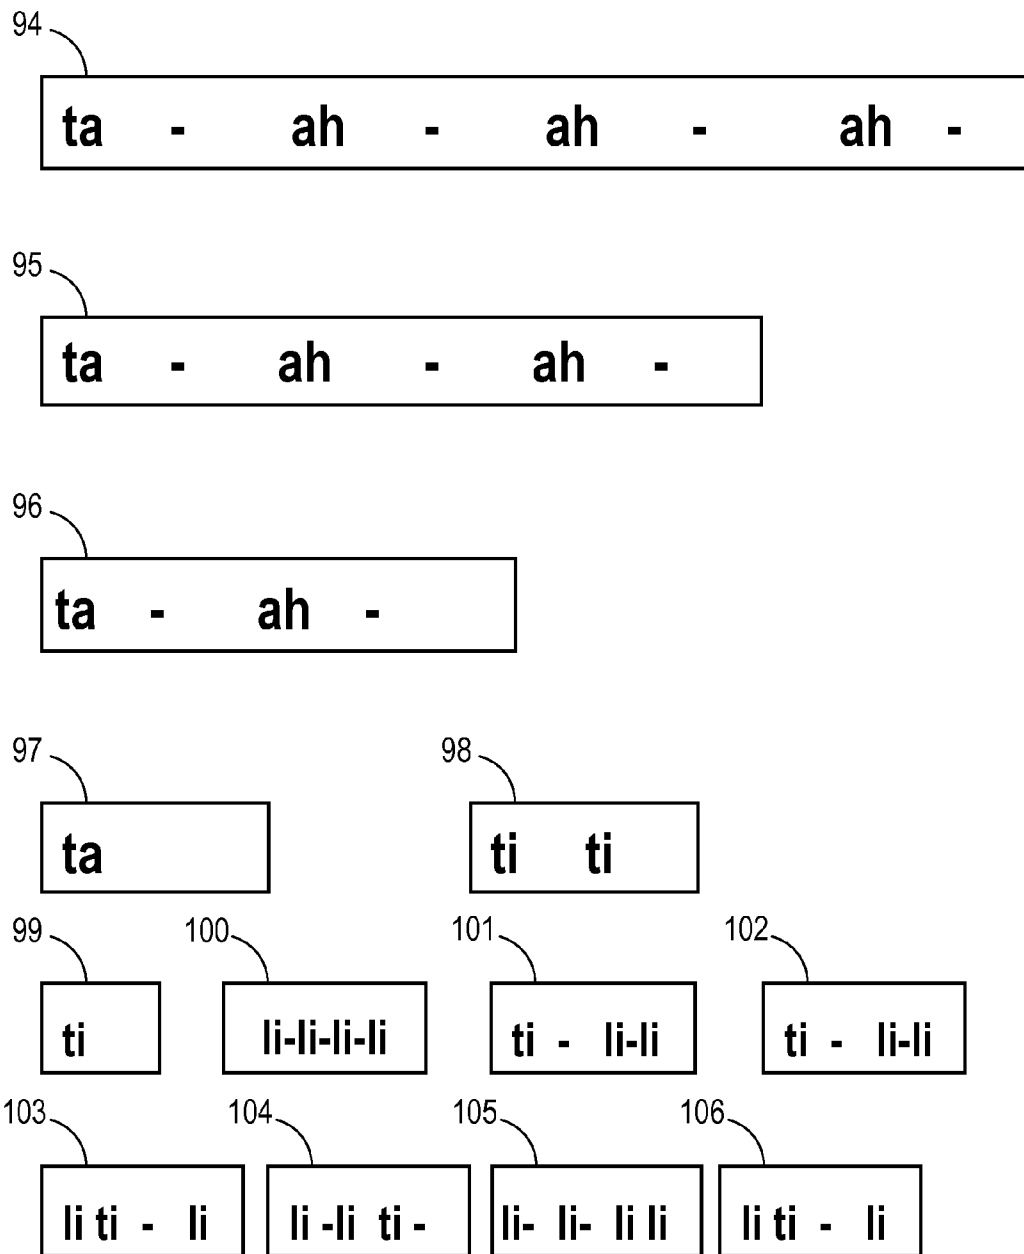 94
ta - ah - ah - ah -
95
ta - ah - ah -
96
ta - ah -
97 98
ta ti ti
99 100 101 102
ti li-li-li-li ti - li-li ti - li-li
103 104 105 106
li ti - li li -li ti - li- li- li li li ti - li